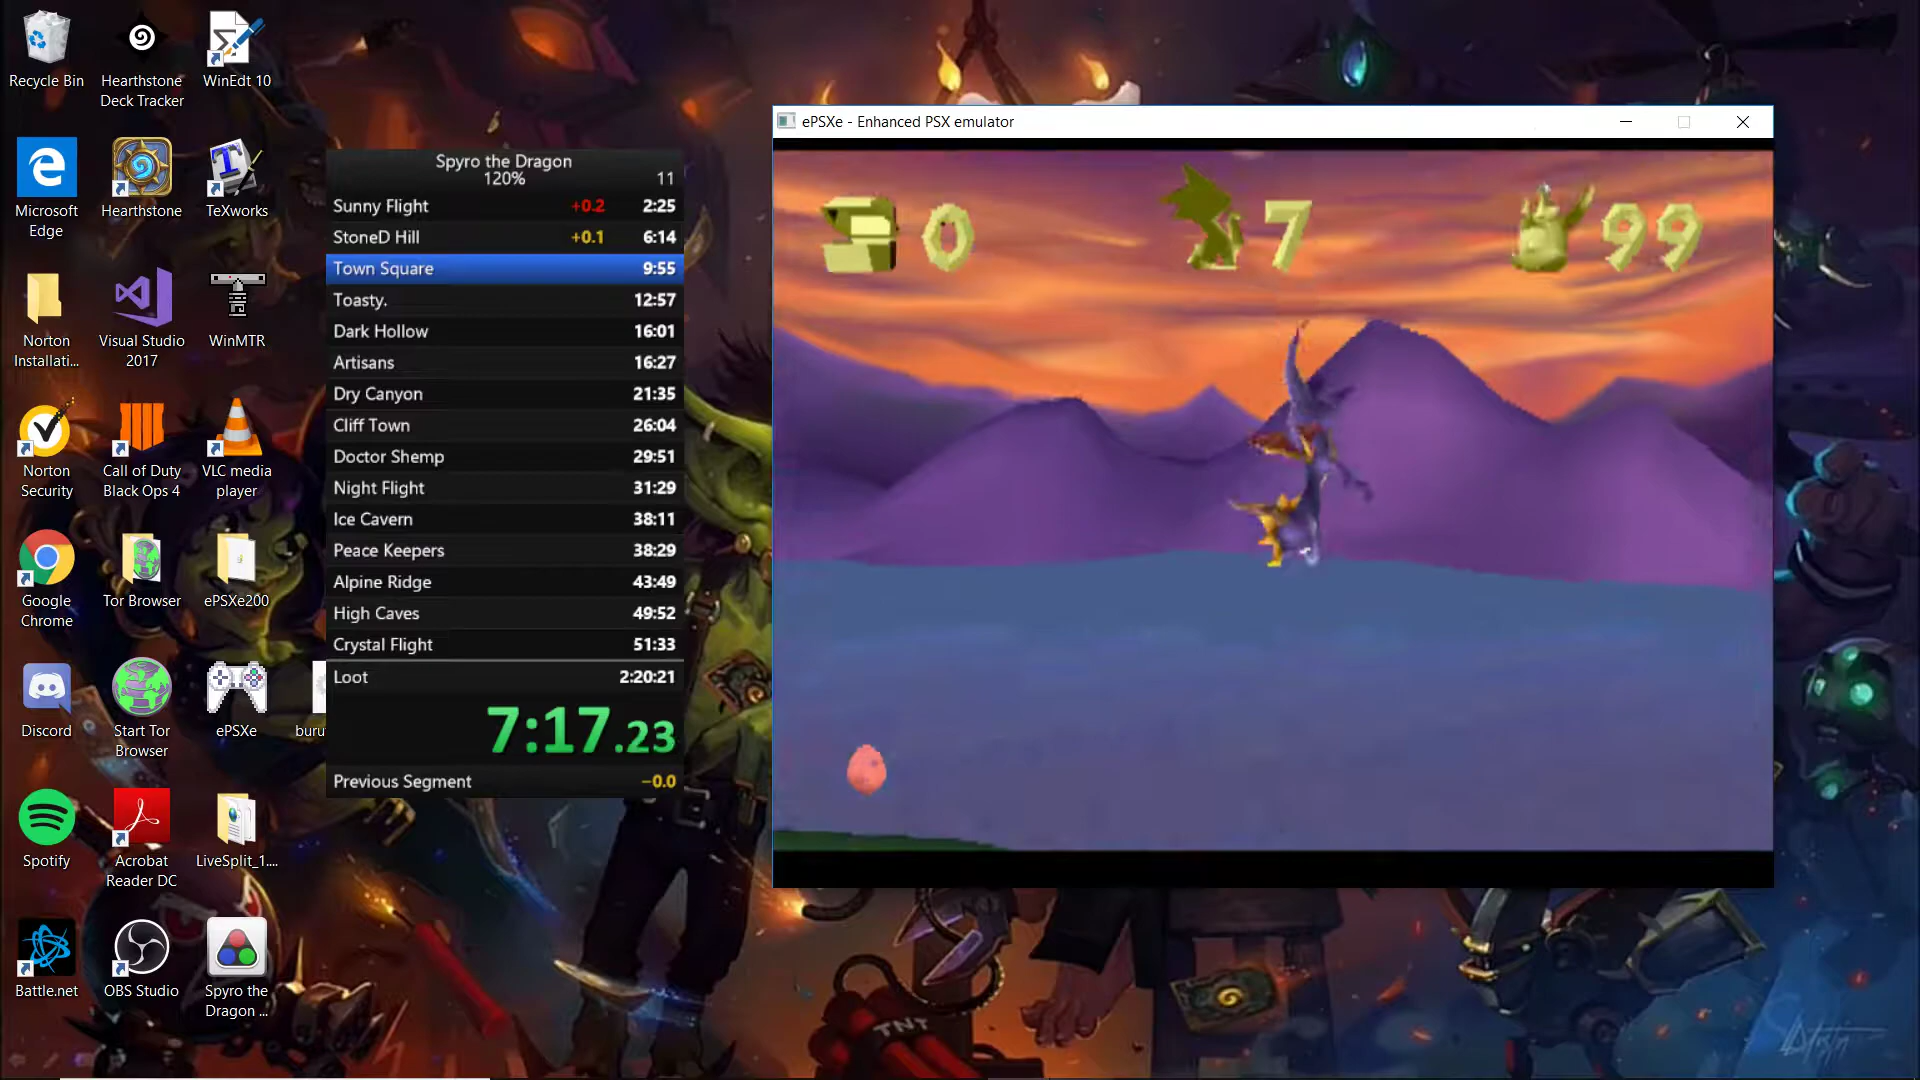 Recycle Bin
Hearthstone
Deck Tracker
WinEdt 10
Microsoft
Edge
Hearthstone
TeXworks
Norton
Installati...
Visual Studio
2017
WinMTR
Norton
Security
Call of Duty
Black Ops 4
VLC media
player
Google
Chrome
Tor Browser
ePSXe200
Discord
Start Tor
Browser
ePSXe
buru
Spotify
Acrobat
Reader DC
LiveSplit_1....
Battle.net
OBS Studio
Spyro the
Dragon ...
Spyro the Dragon
120% 11
Sunny Flight +0.2 2:25
StoneD Hill +0.1 6:14
Town Square 9:55
Toasty. 12:57
Dark Hollow 16:01
Artisans 16:27
Dry Canyon 21:35
Cliff Town 26:04
Doctor Shemp 29:51
Night Flight 31:29
Ice Cavern 38:11
Peace Keepers 38:29
Alpine Ridge 43:49
High Caves 49:52
Crystal Flight 51:33
Loot 2:20:21
7:17.23
Previous Segment −0.0
ePSXe - Enhanced PSX emulator
0 7 99
TNT